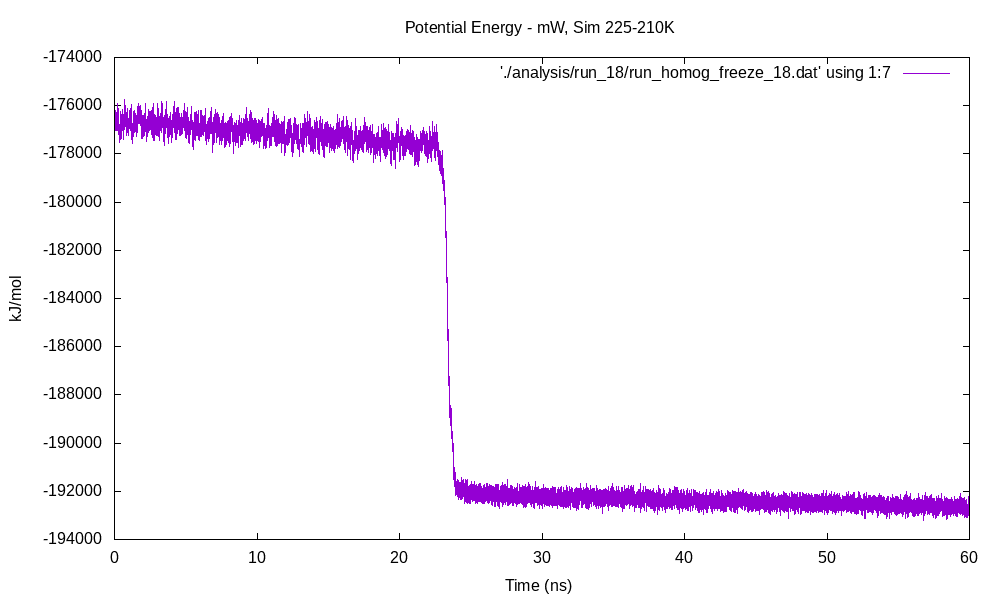 Potential Energy - mW, Sim 225-210K
'./analysis/run_18/run_homog_freeze_18.dat' using 1:7
-174000
-176000
-178000
-180000
-182000
-184000
-186000
-188000
-190000
-192000
-194000
kJ/mol
0 10 20 30 40 50 60
Time (ns)